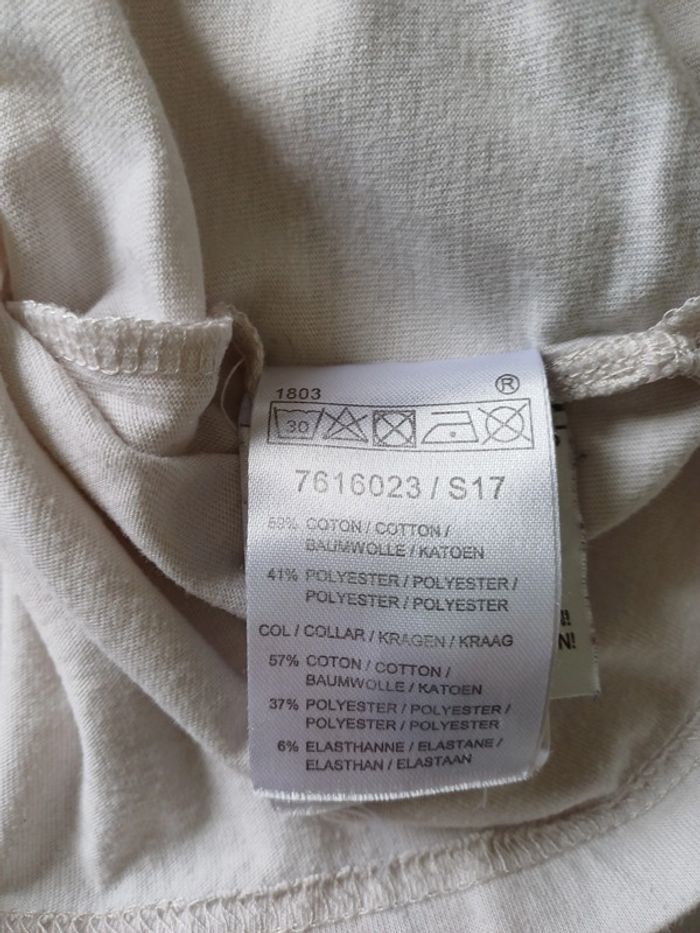 1803 ®
30
7616023 / S17
59% COTON / COTTON /
BAUMWOLLE / KATOEN
41% POLYESTER / POLYESTER /
POLYESTER / POLYESTER
COL / COLLAR / KRAGEN / KRAAG
57% COTON / COTTON /
BAUMWOLLE / KATOEN
37% POLYESTER / POLYESTER /
POLYESTER / POLYESTER
6% ELASTHANNE / ELASTANE /
ELASTHAN / ELASTAAN